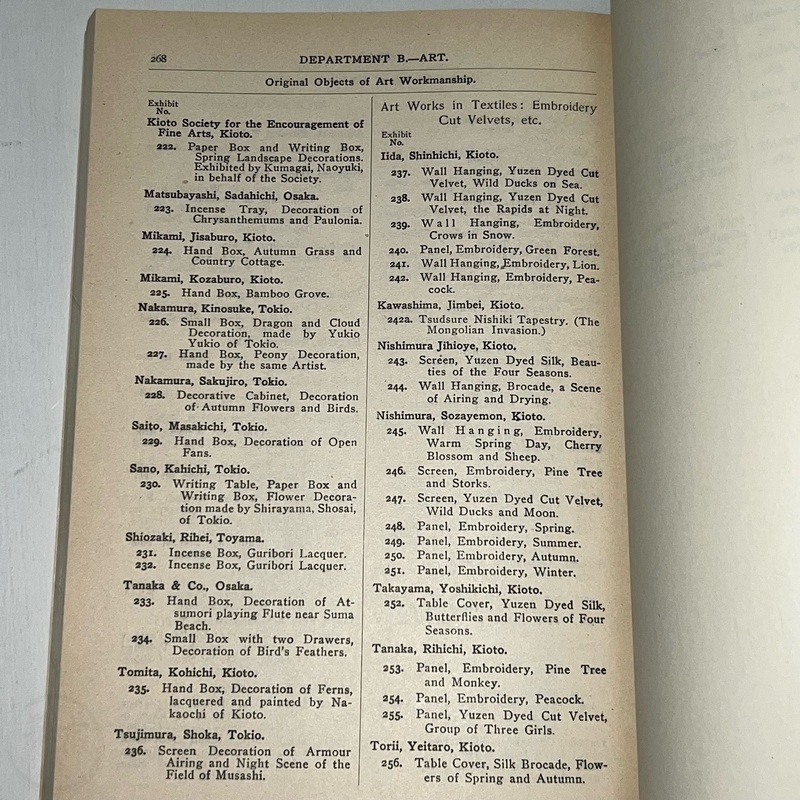 268
DEPARTMENT B.—ART.
Original Objects of Art Workmanship.
Exhibit
No.
Kioto Society for the Encouragement of
Fine Arts, Kioto.
222. Paper Box and Writing Box,
Spring Landscape Decorations.
Exhibited by Kumagai, Naoyuki,
in behalf of the Society.
Matsubayashi, Sadahichi, Osaka.
223. Incense Tray, Decoration of
Chrysanthemums and Paulonia.
Mikami, Jisaburo, Kioto.
224. Hand Box, Autumn Grass and
Country Cottage.
Mikami, Kozaburo, Kioto.
225. Hand Box, Bamboo Grove.
Nakamura, Kinosuke, Tokio.
226. Small Box, Dragon and Cloud
Decoration, made by Yukio
Yukio of Tokio.
227. Hand Box, Peony Decoration,
made by the same Artist.
Nakamura, Sakujiro, Tokio.
228. Decorative Cabinet, Decoration
of Autumn Flowers and Birds.
Saito, Masakichi, Tokio.
229. Hand Box, Decoration of Open
Fans.
Sano, Kahichi, Tokio.
230. Writing Table, Paper Box and
Writing Box, Flower Decora-
tion made by Shirayama, Shosai,
of Tokio.
Shiozaki, Rihei, Toyama.
231. Incense Box, Guribori Lacquer.
232. Incense Box, Guribori Lacquer.
Tanaka & Co., Osaka.
233. Hand Box, Decoration of At-
sumori playing Flute near Suma
Beach.
234. Small Box with two Drawers,
Decoration of Bird's Feathers.
Tomita, Kohichi, Kioto.
235. Hand Box, Decoration of Ferns,
lacquered and painted by Na-
kaochi of Kioto.
Tsujimura, Shoka, Tokio.
236. Screen Decoration of Armour
Airing and Night Scene of the
Field of Musashi.
Art Works in Textiles: Embroidery
Cut Velvets, etc.
Exhibit
No.
Iida, Shinhichi, Kioto.
237. Wall Hanging, Yuzen Dyed Cut
Velvet, Wild Ducks on Sea.
238. Wall Hanging, Yuzen Dyed Cut
Velvet, the Rapids at Night.
239. Wall Hanging, Embroidery,
Crows in Snow.
240. Panel, Embroidery, Green Forest.
241. Wall Hanging, Embroidery, Lion.
242. Wall Hanging, Embroidery, Pea-
cock.
Kawashima, Jimbei, Kioto.
242a. Tsudsure Nishiki Tapestry. (The
Mongolian Invasion.)
Nishimura Jihioye, Kioto.
243. Screen, Yuzen Dyed Silk, Beau-
ties of the Four Seasons.
244. Wall Hanging, Brocade, a Scene
of Airing and Drying.
Nishimura, Sozayemon, Kioto.
245. Wall Hanging, Embroidery,
Warm Spring Day, Cherry
Blossom and Sheep.
246. Screen, Embroidery, Pine Tree
and Storks.
247. Screen, Yuzen Dyed Cut Velvet,
Wild Ducks and Moon.
248. Panel, Embroidery, Spring.
249. Panel, Embroidery, Summer.
250. Panel, Embroidery, Autumn.
251. Panel, Embroidery, Winter.
Takayama, Yoshikichi, Kioto.
252. Table Cover, Yuzen Dyed Silk,
Butterflies and Flowers of Four
Seasons.
Tanaka, Rihichi, Kioto.
253. Panel, Embroidery, Pine Tree
and Monkey.
254. Panel, Embroidery, Peacock.
255. Panel, Yuzen Dyed Cut Velvet,
Group of Three Girls.
Torii, Yeitaro, Kioto.
256. Table Cover, Silk Brocade, Flow-
ers of Spring and Autumn.